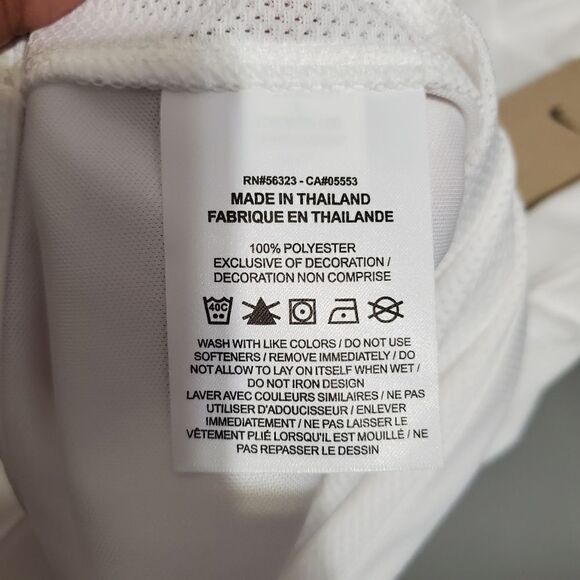 RN#56323 - CA#05553
MADE IN THAILAND
FABRIQUE EN THAILANDE
100% POLYESTER
EXCLUSIVE OF DECORATION /
DECORATION NON COMPRISE
40C
WASH WITH LIKE COLORS / DO NOT USE
SOFTENERS / REMOVE IMMEDIATELY / DO
NOT ALLOW TO LAY ON ITSELF WHEN WET /
DO NOT IRON DESIGN
LAVER AVEC COULEURS SIMILAIRES / NE PAS
UTILISER D'ADOUCISSEUR / ENLEVER
IMMEDIATEMENT / NE PAS LAISSER LE
VÊTEMENT PLIÉ LORSQU'IL EST MOUILLÉ / NE
PAS REPASSER LE DESSIN